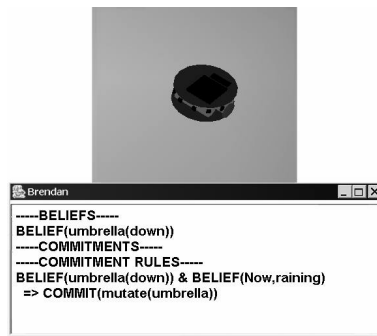 Brendan
-----BELIEFS-----
BELIEF(umbrella(down))
-----COMMITMENTS-----
-----COMMITMENT RULES-----
BELIEF(umbrella(down)) & BELIEF(Now,raining)
=> COMMIT(mutate(umbrella))